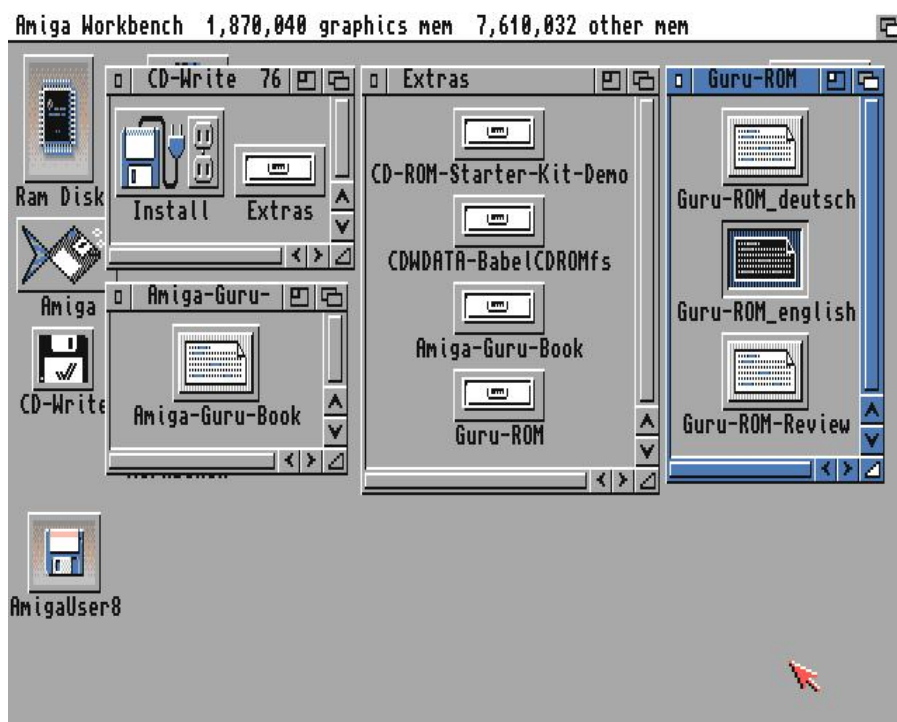 Amiga Workbench 1,870,040 graphics mem 7,610,032 other mem
Ram Disk
Amiga
CD-Write
AmigaUser8
CD-Write 76
Install
Extras
Amiga-Guru-
Amiga-Guru-Book
Extras
CD-ROM-Starter-Kit-Demo
CDWDATA-BabelCDROMfs
Amiga-Guru-Book
Guru-ROM
Guru-ROM
Guru-ROM_deutsch
Guru-ROM_english
Guru-ROM-Review